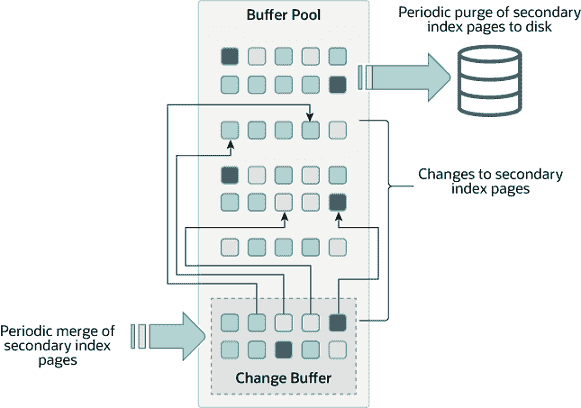 Buffer Pool
Periodic purge of secondary
index pages to disk
Changes to secondary
index pages
Periodic merge of
secondary index
pages
Change Buffer